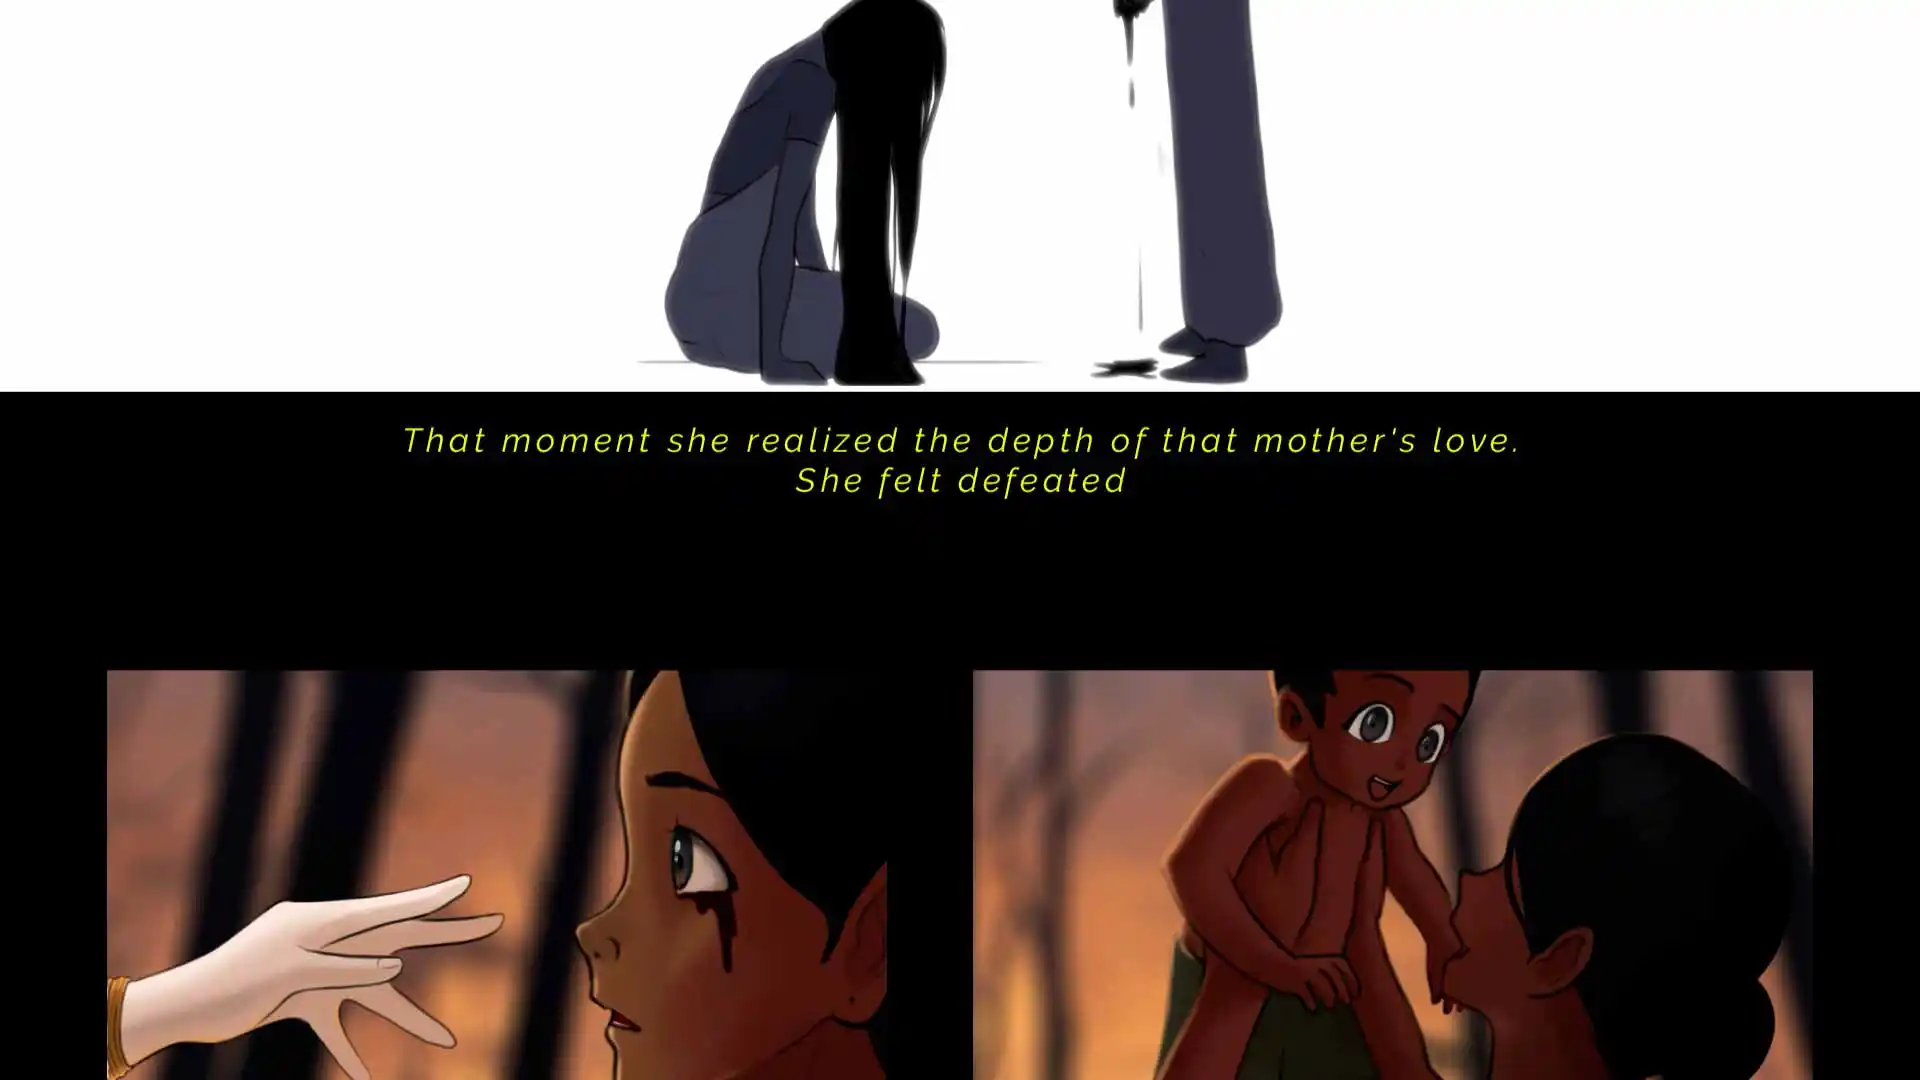 That moment she realized the depth of that mother's love.
She felt defeated